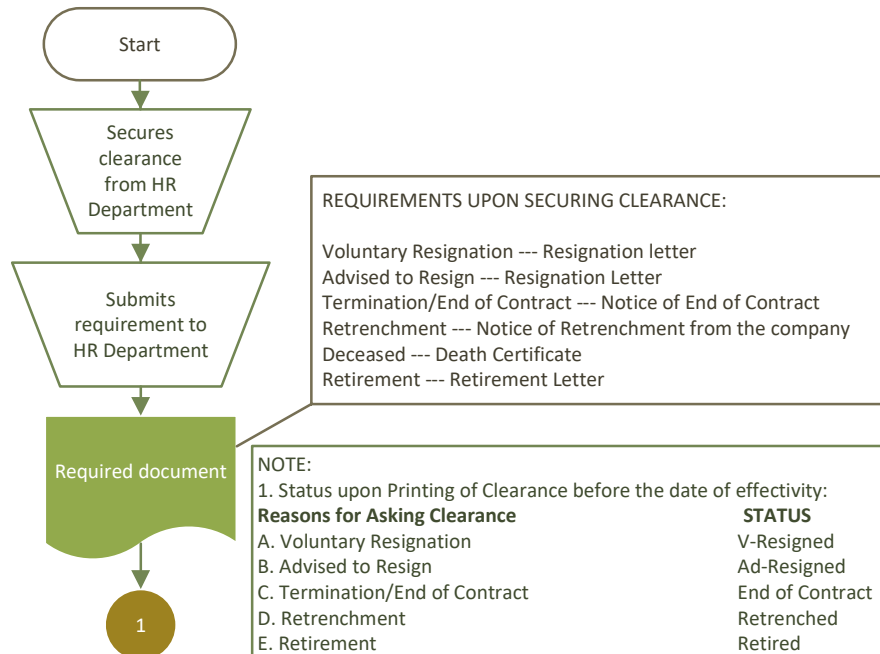 Start
Secures
clearance
from HR
Department
Submits
requirement to
HR Department
Required document
1
REQUIREMENTS UPON SECURING CLEARANCE:
Voluntary Resignation --- Resignation letter
Advised to Resign --- Resignation Letter
Termination/End of Contract --- Notice of End of Contract
Retrenchment --- Notice of Retrenchment from the company
Deceased --- Death Certificate
Retirement --- Retirement Letter
NOTE:
1. Status upon Printing of Clearance before the date of effectivity:
Reasons for Asking Clearance STATUS
A. Voluntary Resignation V-Resigned
B. Advised to Resign Ad-Resigned
C. Termination/End of Contract End of Contract
D. Retrenchment Retrenched
E. Retirement Retired